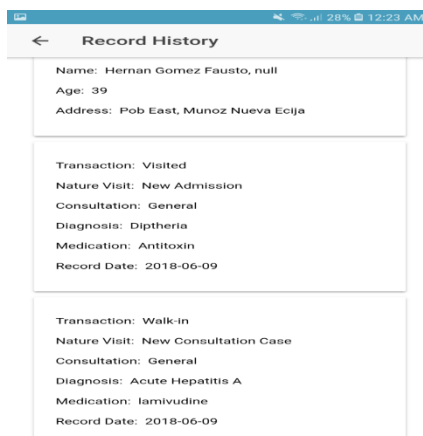 28% 12:23 AM
Record History
Name: Hernan Gomez Fausto, null
Age: 39
Address: Pob East, Munoz Nueva Ecija
Transaction: Visited
Nature Visit: New Admission
Consultation: General
Diagnosis: Diptheria
Medication: Antitoxin
Record Date: 2018-06-09
Transaction: Walk-in
Nature Visit: New Consultation Case
Consultation: General
Diagnosis: Acute Hepatitis A
Medication: lamivudine
Record Date: 2018-06-09